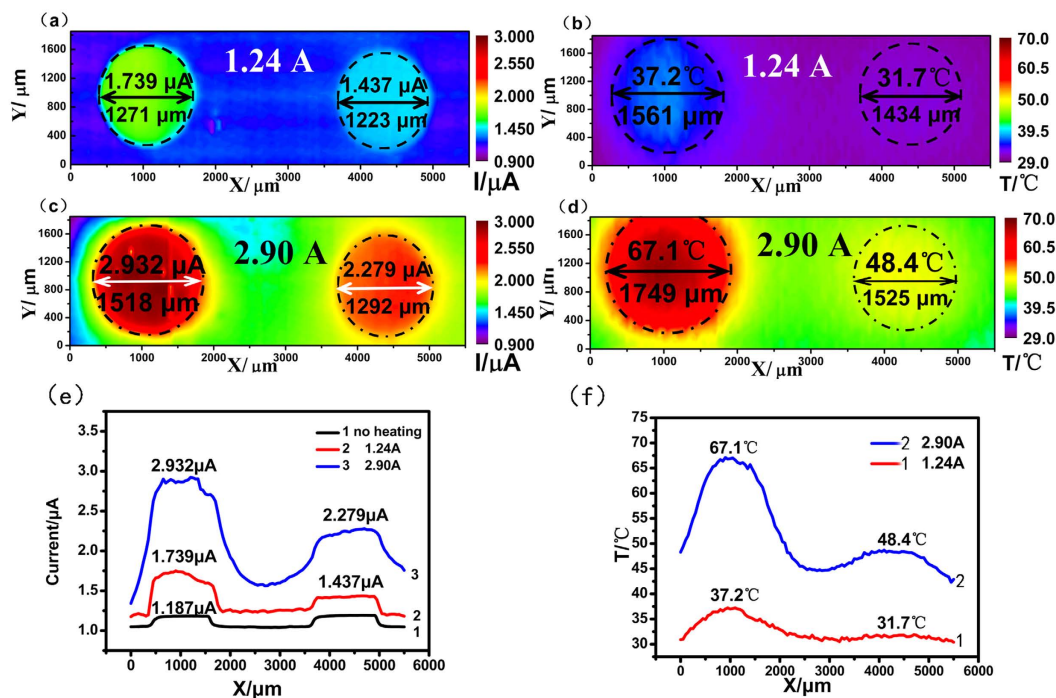 (a)
1.24 A
1.739 µA
1271 µm
1.437 µA
1223 µm
Y/ µm
1600
1200
800
400
0
0 1000 2000 3000 4000 5000
X/ µm
3.000
2.550
2.000
1.450
0.900
I/µA
(b)
1.24 A
37.2℃
1561 µm
31.7℃
1434 µm
Y/ µm
1600
1200
800
400
0
0 1000 2000 3000 4000 5000
X/ µm
70.0
60.5
50.0
39.5
29.0
T/℃
(c)
2.90 A
2.932 µA
1518 µm
2.279 µA
1292 µm
Y/ µm
1600
1200
800
400
0
0 1000 2000 3000 4000 5000
X/ µm
3.000
2.550
2.000
1.450
0.900
I/µA
(d)
2.90 A
67.1℃
1749 µm
48.4℃
1525 µm
Y/ µm
1600
1200
800
400
0
0 1000 2000 3000 4000 5000
X/ µm
70.0
60.5
50.0
39.5
29.0
T/℃
(e)
1 no heating
2 1.24A
3 2.90A
2.932µA
2.279µA
1.739µA
1.437µA
1.187µA
3
2
1
Current/µA
3.5
3.0
2.5
2.0
1.5
1.0
0 1000 2000 3000 4000 5000 6000
X/µm
(f)
2 2.90A
1 1.24A
67.1℃
48.4℃
37.2℃
31.7℃
2
1
T/℃
75
70
65
60
55
50
45
40
35
30
0 1000 2000 3000 4000 5000 6000
X/µm